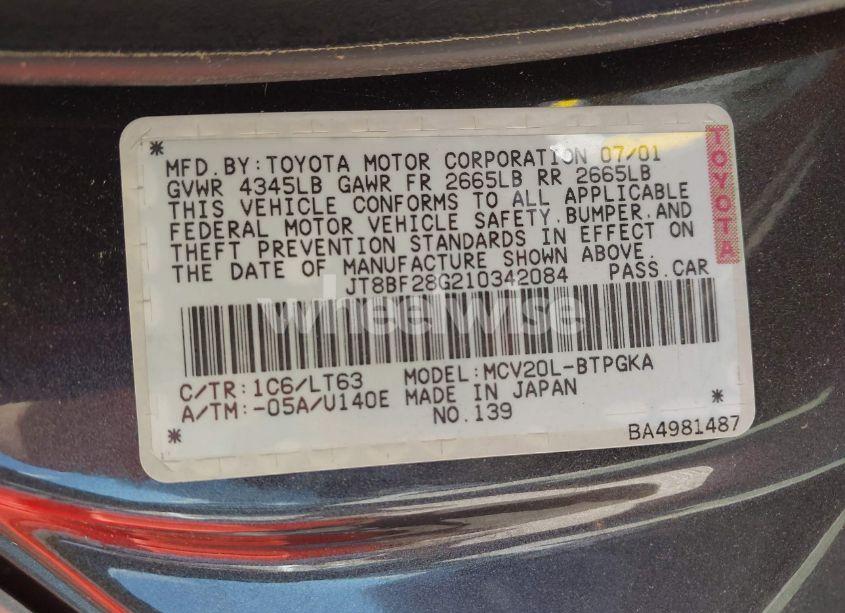 MFD. BY: TOYOTA MOTOR CORPORATION 07/01
GVWR 4345LB GAWR FR 2665LB RR 2665LB
THIS VEHICLE CONFORMS TO ALL APPLICABLE
FEDERAL MOTOR VEHICLE SAFETY,BUMPER,AND
THEFT PREVENTION STANDARDS IN EFFECT ON
THE DATE OF MANUFACTURE SHOWN ABOVE.
JT8BF28G210342084 PASS.CAR
C/TR:1C6/LT63 MODEL:MCV20L-BTPGKA
A/TM:-05A/U140E MADE IN JAPAN
NO.139
BA4981487
TOYOTA
wheelwise